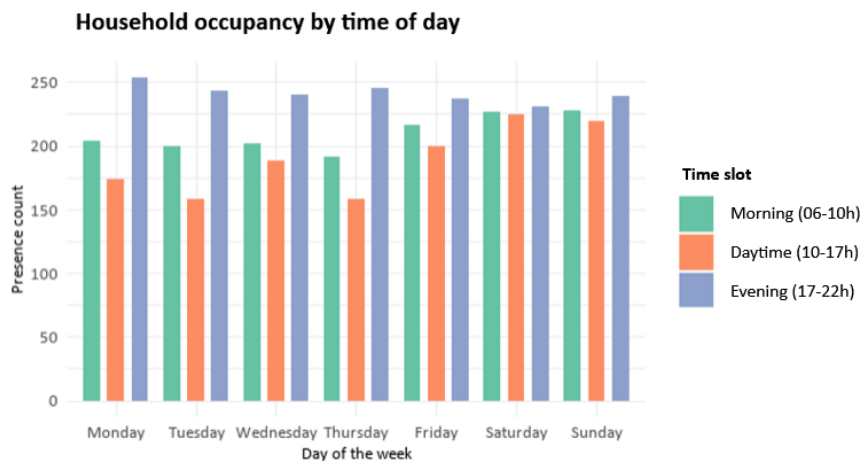 Household occupancy by time of day
250
200
150
100
50
0
Presence count
Monday Tuesday Wednesday Thursday Friday Saturday Sunday
Day of the week
Time slot
Morning (06-10h)
Daytime (10-17h)
Evening (17-22h)